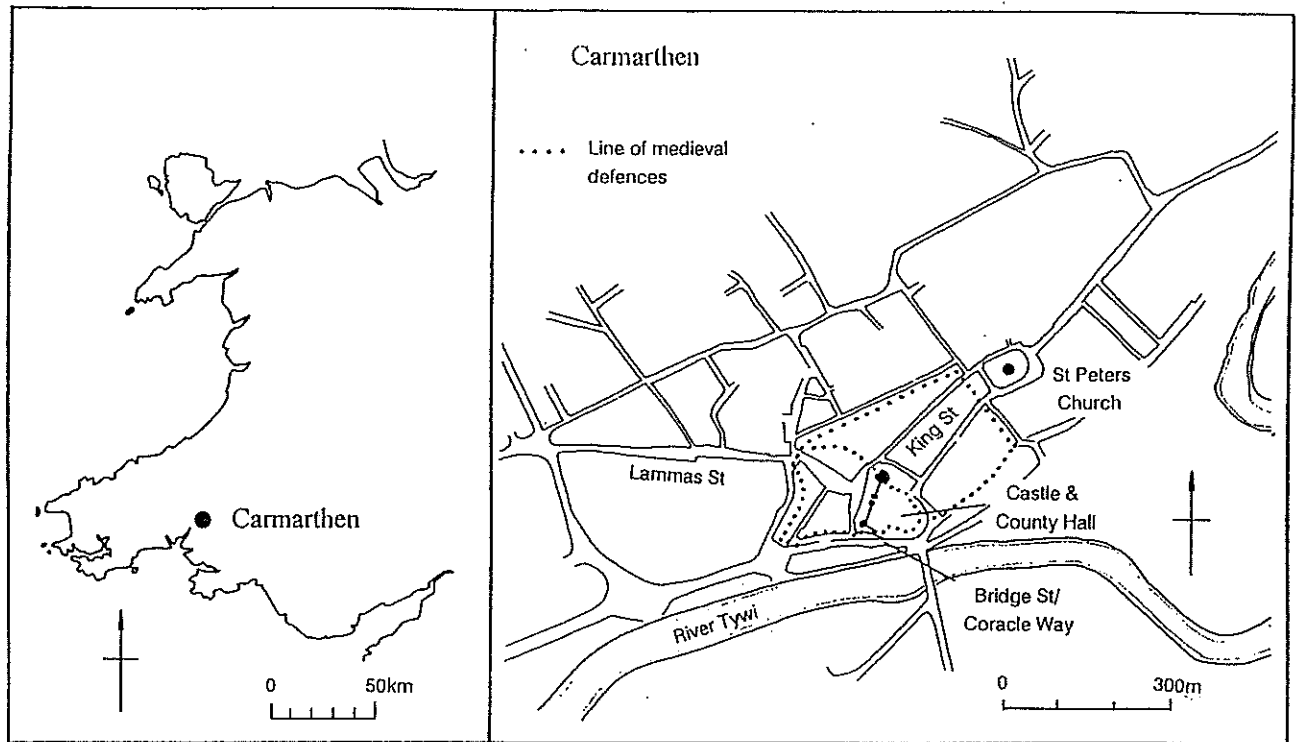 Carmarthen
0 50km
Carmarthen
Line of medieval
defences
St Peters
Church
King St
Lammas St
Castle &
County Hall
Bridge St/
Coracle Way
River Tywi
0 300m